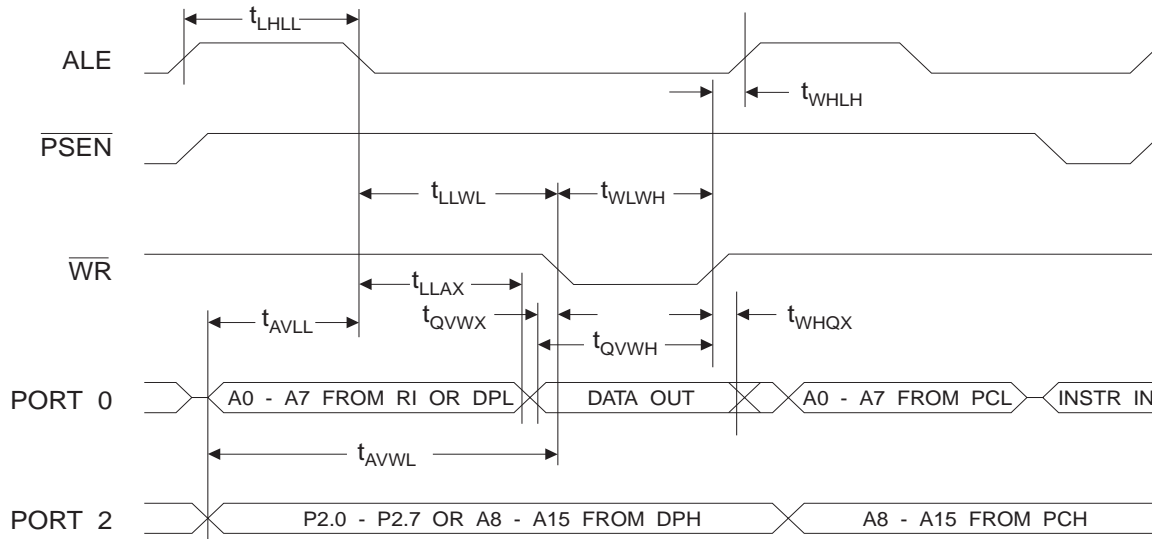 tLHLL
ALE
tWHLH
PSEN
tLLWL
tWLWH
WR
tLLAX
tAVLL
tQVWX
tWHQX
tQVWH
PORT 0
A0 - A7 FROM RI OR DPL
DATA OUT
A0 - A7 FROM PCL
INSTR IN
tAVWL
PORT 2
P2.0 - P2.7 OR A8 - A15 FROM DPH
A8 - A15 FROM PCH